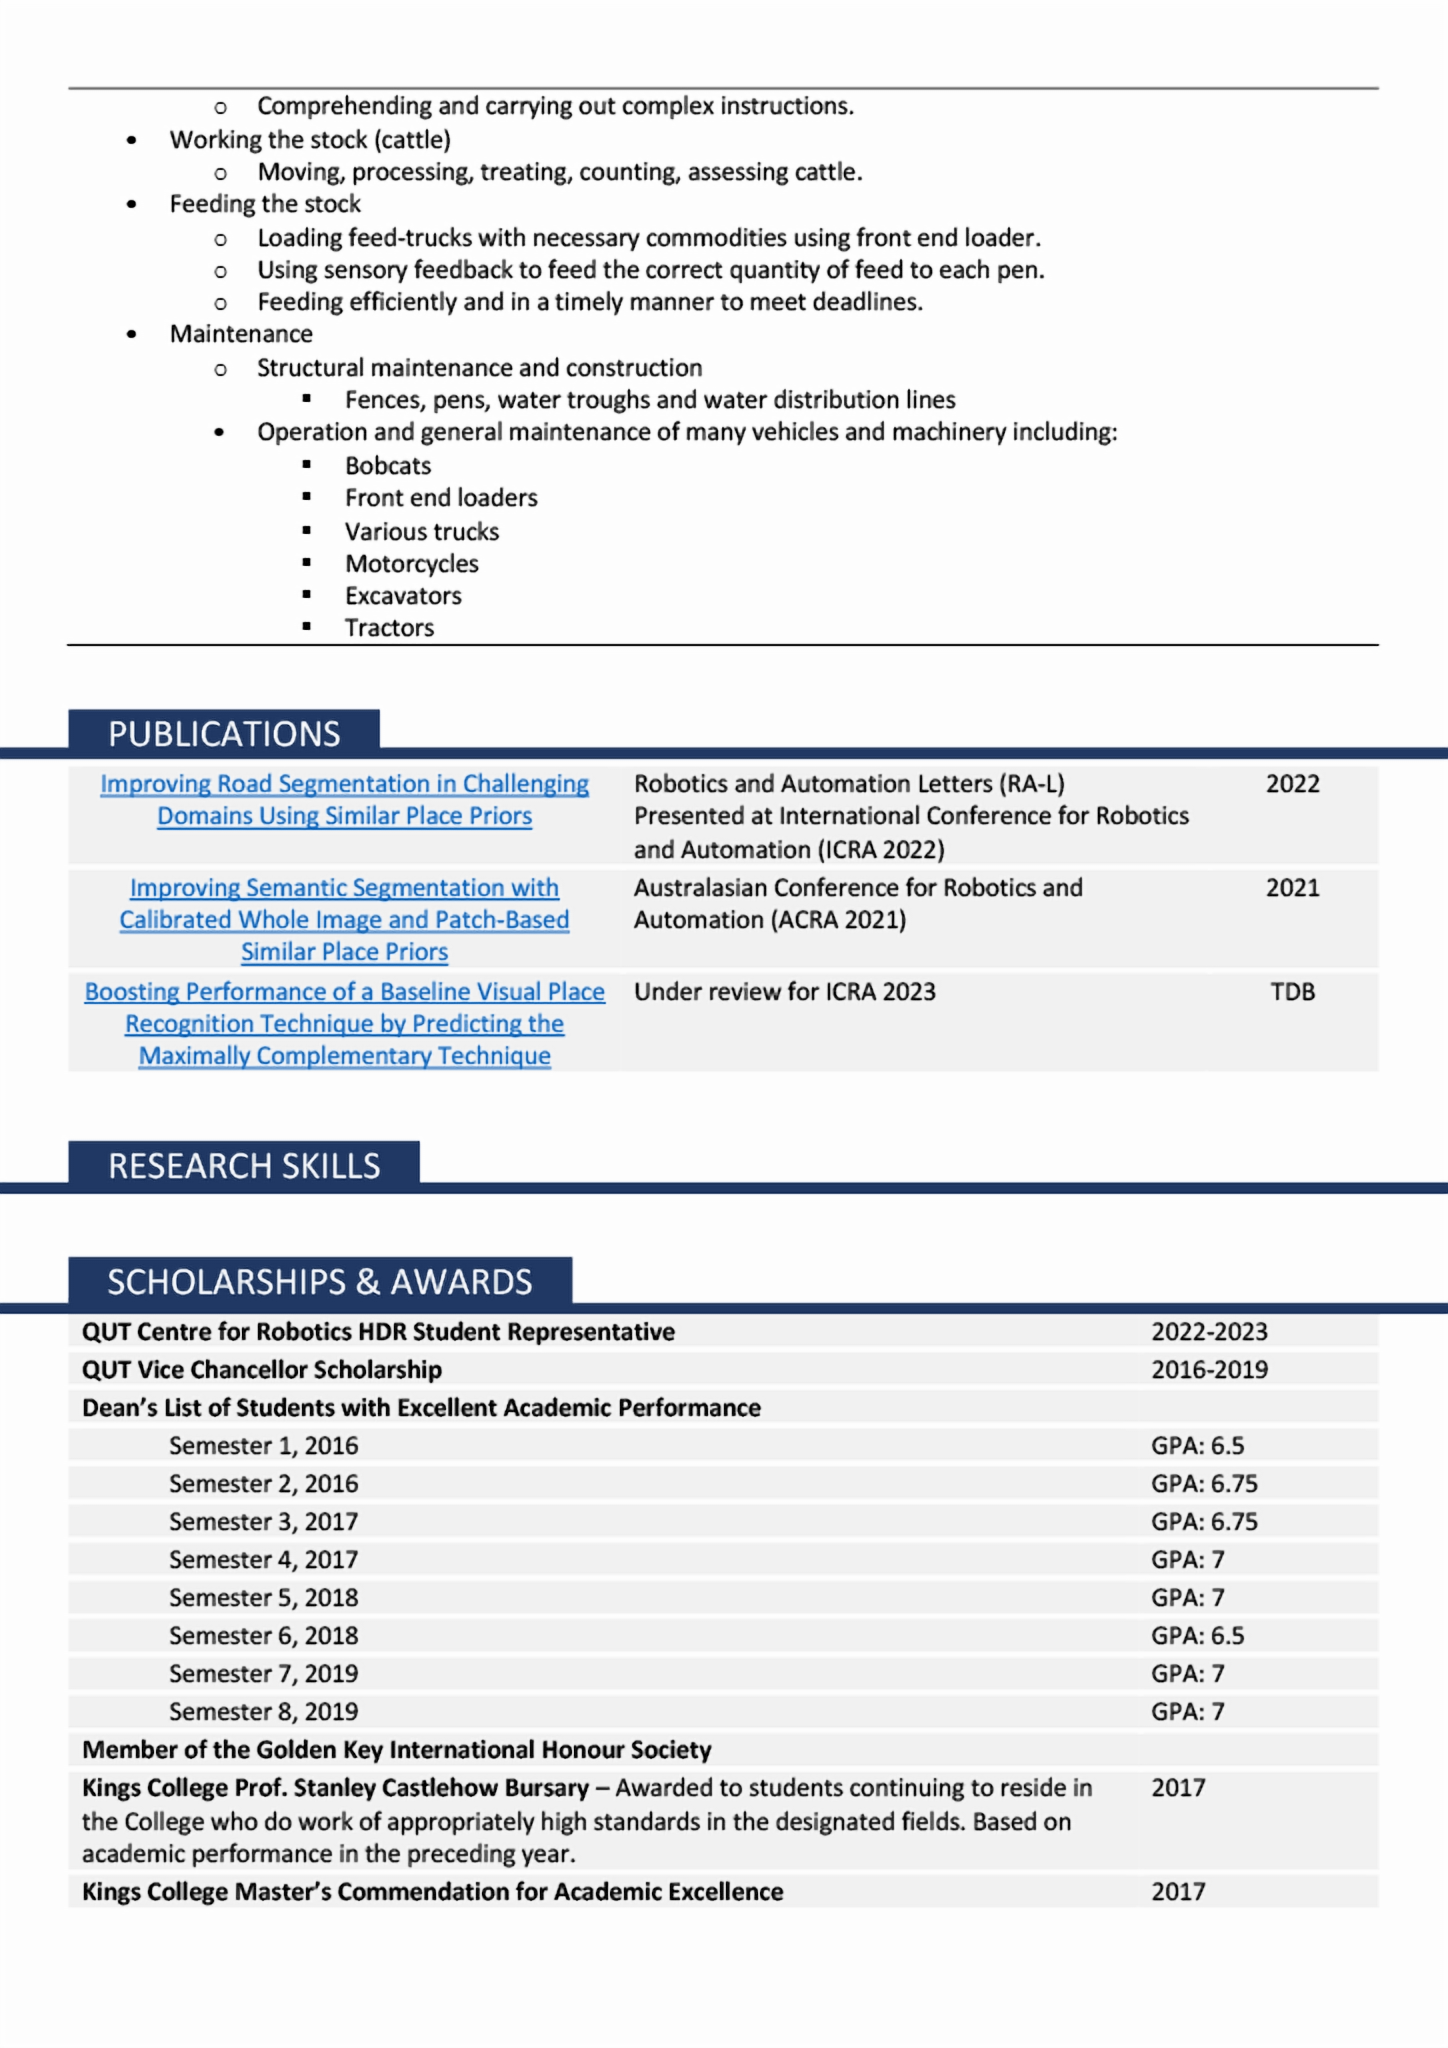 o Comprehending and carrying out complex instructions.
• Working the stock (cattle)
o Moving, processing, treating, counting, assessing cattle.
• Feeding the stock
o Loading feed-trucks with necessary commodities using front end loader.
o Using sensory feedback to feed the correct quantity of feed to each pen.
o Feeding efficiently and in a timely manner to meet deadlines.
• Maintenance
o Structural maintenance and construction
▪ Fences, pens, water troughs and water distribution lines
• Operation and general maintenance of many vehicles and machinery including:
▪ Bobcats
▪ Front end loaders
▪ Various trucks
▪ Motorcycles
▪ Excavators
▪ Tractors
PUBLICATIONS
Improving Road Segmentation in Challenging Robotics and Automation Letters (RA-L) 2022
Domains Using Similar Place Priors Presented at International Conference for Robotics
and Automation (ICRA 2022)
Improving Semantic Segmentation with Australasian Conference for Robotics and 2021
Calibrated Whole Image and Patch-Based Automation (ACRA 2021)
Similar Place Priors
Boosting Performance of a Baseline Visual Place Under review for ICRA 2023 TDB
Recognition Technique by Predicting the
Maximally Complementary Technique
RESEARCH SKILLS
SCHOLARSHIPS & AWARDS
QUT Centre for Robotics HDR Student Representative 2022-2023
QUT Vice Chancellor Scholarship 2016-2019
Dean’s List of Students with Excellent Academic Performance
Semester 1, 2016 GPA: 6.5
Semester 2, 2016 GPA: 6.75
Semester 3, 2017 GPA: 6.75
Semester 4, 2017 GPA: 7
Semester 5, 2018 GPA: 7
Semester 6, 2018 GPA: 6.5
Semester 7, 2019 GPA: 7
Semester 8, 2019 GPA: 7
Member of the Golden Key International Honour Society
Kings College Prof. Stanley Castlehow Bursary – Awarded to students continuing to reside in 2017
the College who do work of appropriately high standards in the designated fields. Based on
academic performance in the preceding year.
Kings College Master’s Commendation for Academic Excellence 2017